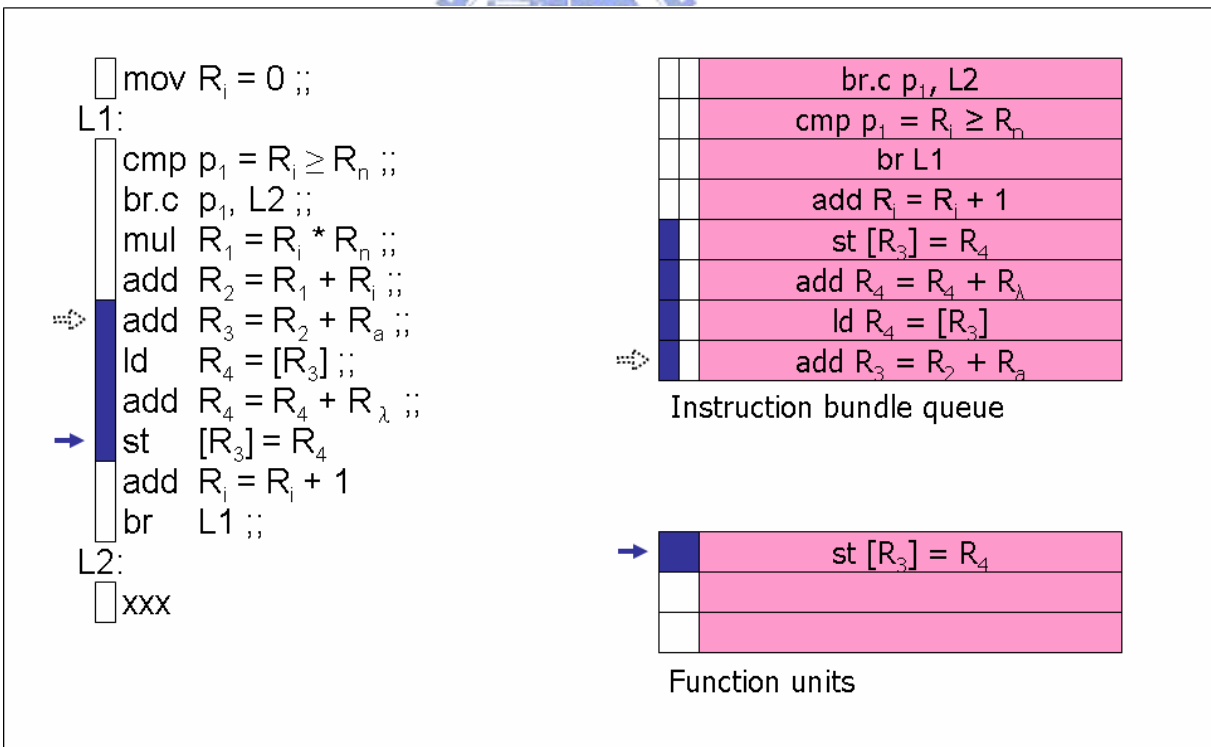 mov Rᵢ = 0 ;;
L1:
cmp p₁ = Rᵢ ≥ Rₙ ;;
br.c p₁, L2 ;;
mul R₁ = Rᵢ * Rₙ ;;
add R₂ = R₁ + Rᵢ ;;
add R₃ = R₂ + Rₐ ;;
ld R₄ = [R₃] ;;
add R₄ = R₄ + R_λ ;;
st [R₃] = R₄
add Rᵢ = Rᵢ + 1
br L1 ;;
L2:
xxx
br.c p₁, L2
cmp p₁ = Rᵢ ≥ Rₙ
br L1
add Rᵢ = Rᵢ + 1
st [R₃] = R₄
add R₄ = R₄ + R_λ
ld R₄ = [R₃]
add R₃ = R₂ + Rₐ
Instruction bundle queue
st [R₃] = R₄
Function units